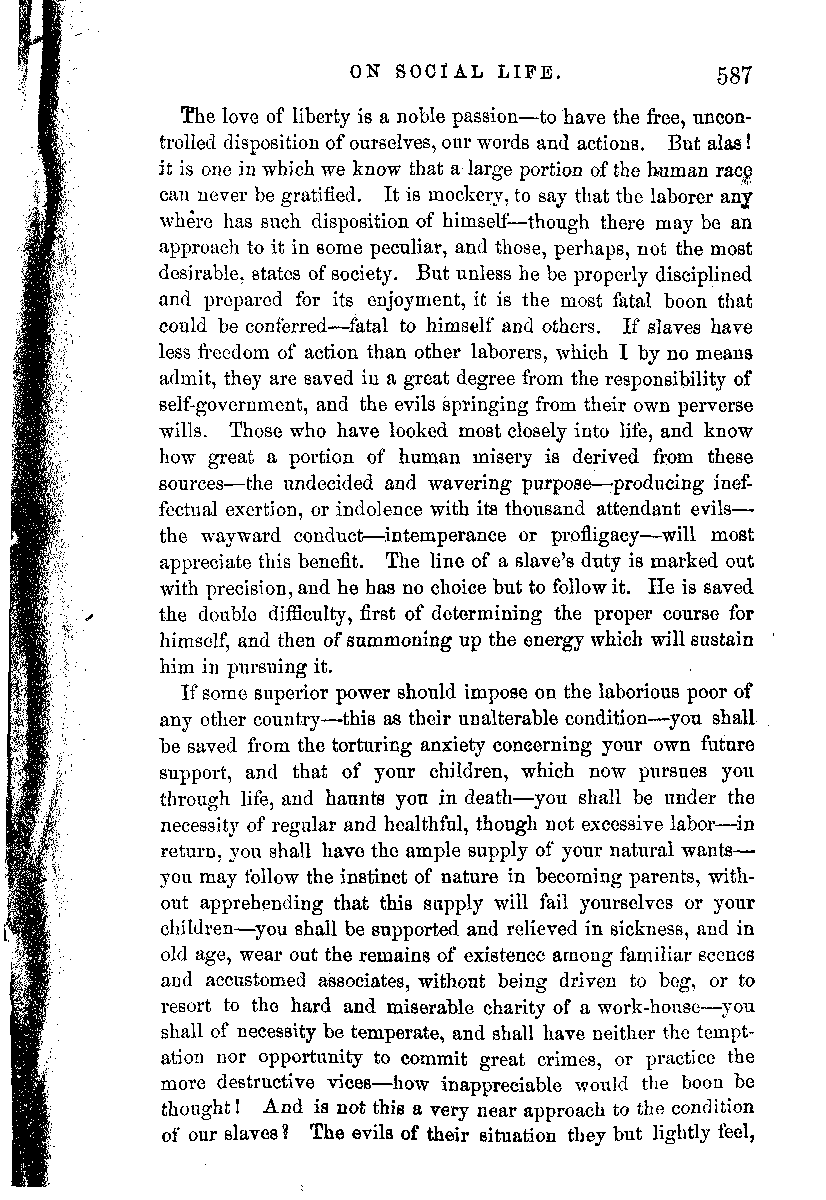 ON SOCIAL LIFE. 587
The love of liberty is a noble passion—to have the free, uncon-
trolled disposition of ourselves, our words and actions. But alas!
it is one in which we know that a large portion of the human race
can never be gratified. It is mockery, to say that the laborer any
where has such disposition of himself—though there may be an
approach to it in some peculiar, and those, perhaps, not the most
desirable, states of society. But unless he be properly disciplined
and prepared for its enjoyment, it is the most fatal boon that
could be conferred—fatal to himself and others. If slaves have
less freedom of action than other laborers, which I by no means
admit, they are saved in a great degree from the responsibility of
self-government, and the evils springing from their own perverse
wills. Those who have looked most closely into life, and know
how great a portion of human misery is derived from these
sources—the undecided and wavering purpose—producing inef-
fectual exertion, or indolence with its thousand attendant evils—
the wayward conduct—intemperance or profligacy—will most
appreciate this benefit. The line of a slave's duty is marked out
with precision, and he has no choice but to follow it. He is saved
the double difficulty, first of determining the proper course for
himself, and then of summoning up the energy which will sustain
him in pursuing it.
If some superior power should impose on the laborious poor of
any other country—this as their unalterable condition—you shall
be saved from the torturing anxiety concerning your own future
support, and that of your children, which now pursues you
through life, and haunts you in death—you shall be under the
necessity of regular and healthful, though not excessive labor—in
return, you shall have the ample supply of your natural wants—
you may follow the instinct of nature in becoming parents, with-
out apprehending that this supply will fail yourselves or your
children—you shall be supported and relieved in sickness, and in
old age, wear out the remains of existence among familiar scenes
and accustomed associates, without being driven to beg, or to
resort to the hard and miserable charity of a work-house—you
shall of necessity be temperate, and shall have neither the tempt-
ation nor opportunity to commit great crimes, or practice the
more destructive vices—how inappreciable would the boon be
thought! And is not this a very near approach to the condition
of our slaves? The evils of their situation they but lightly feel,